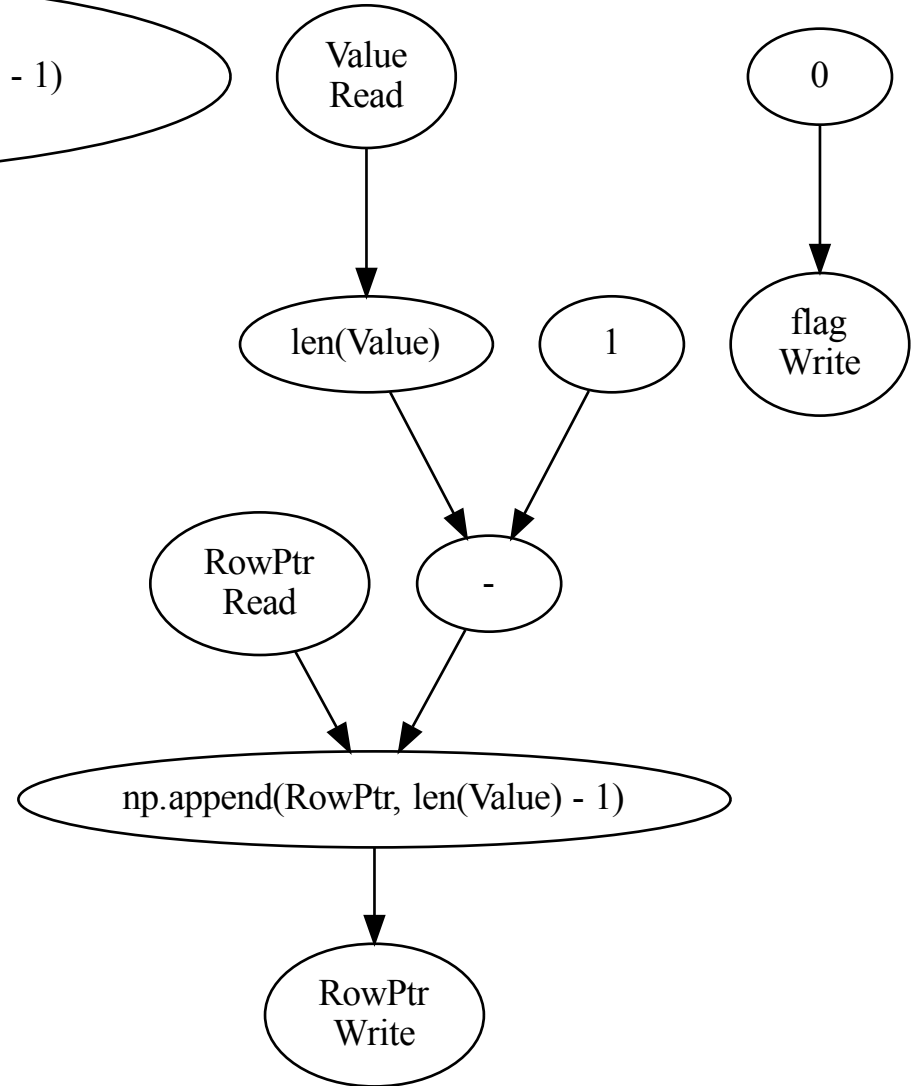 - 1)
Value
Read
0
len(Value)
1
flag
Write
RowPtr
Read
-
np.append(RowPtr, len(Value) - 1)
RowPtr
Write